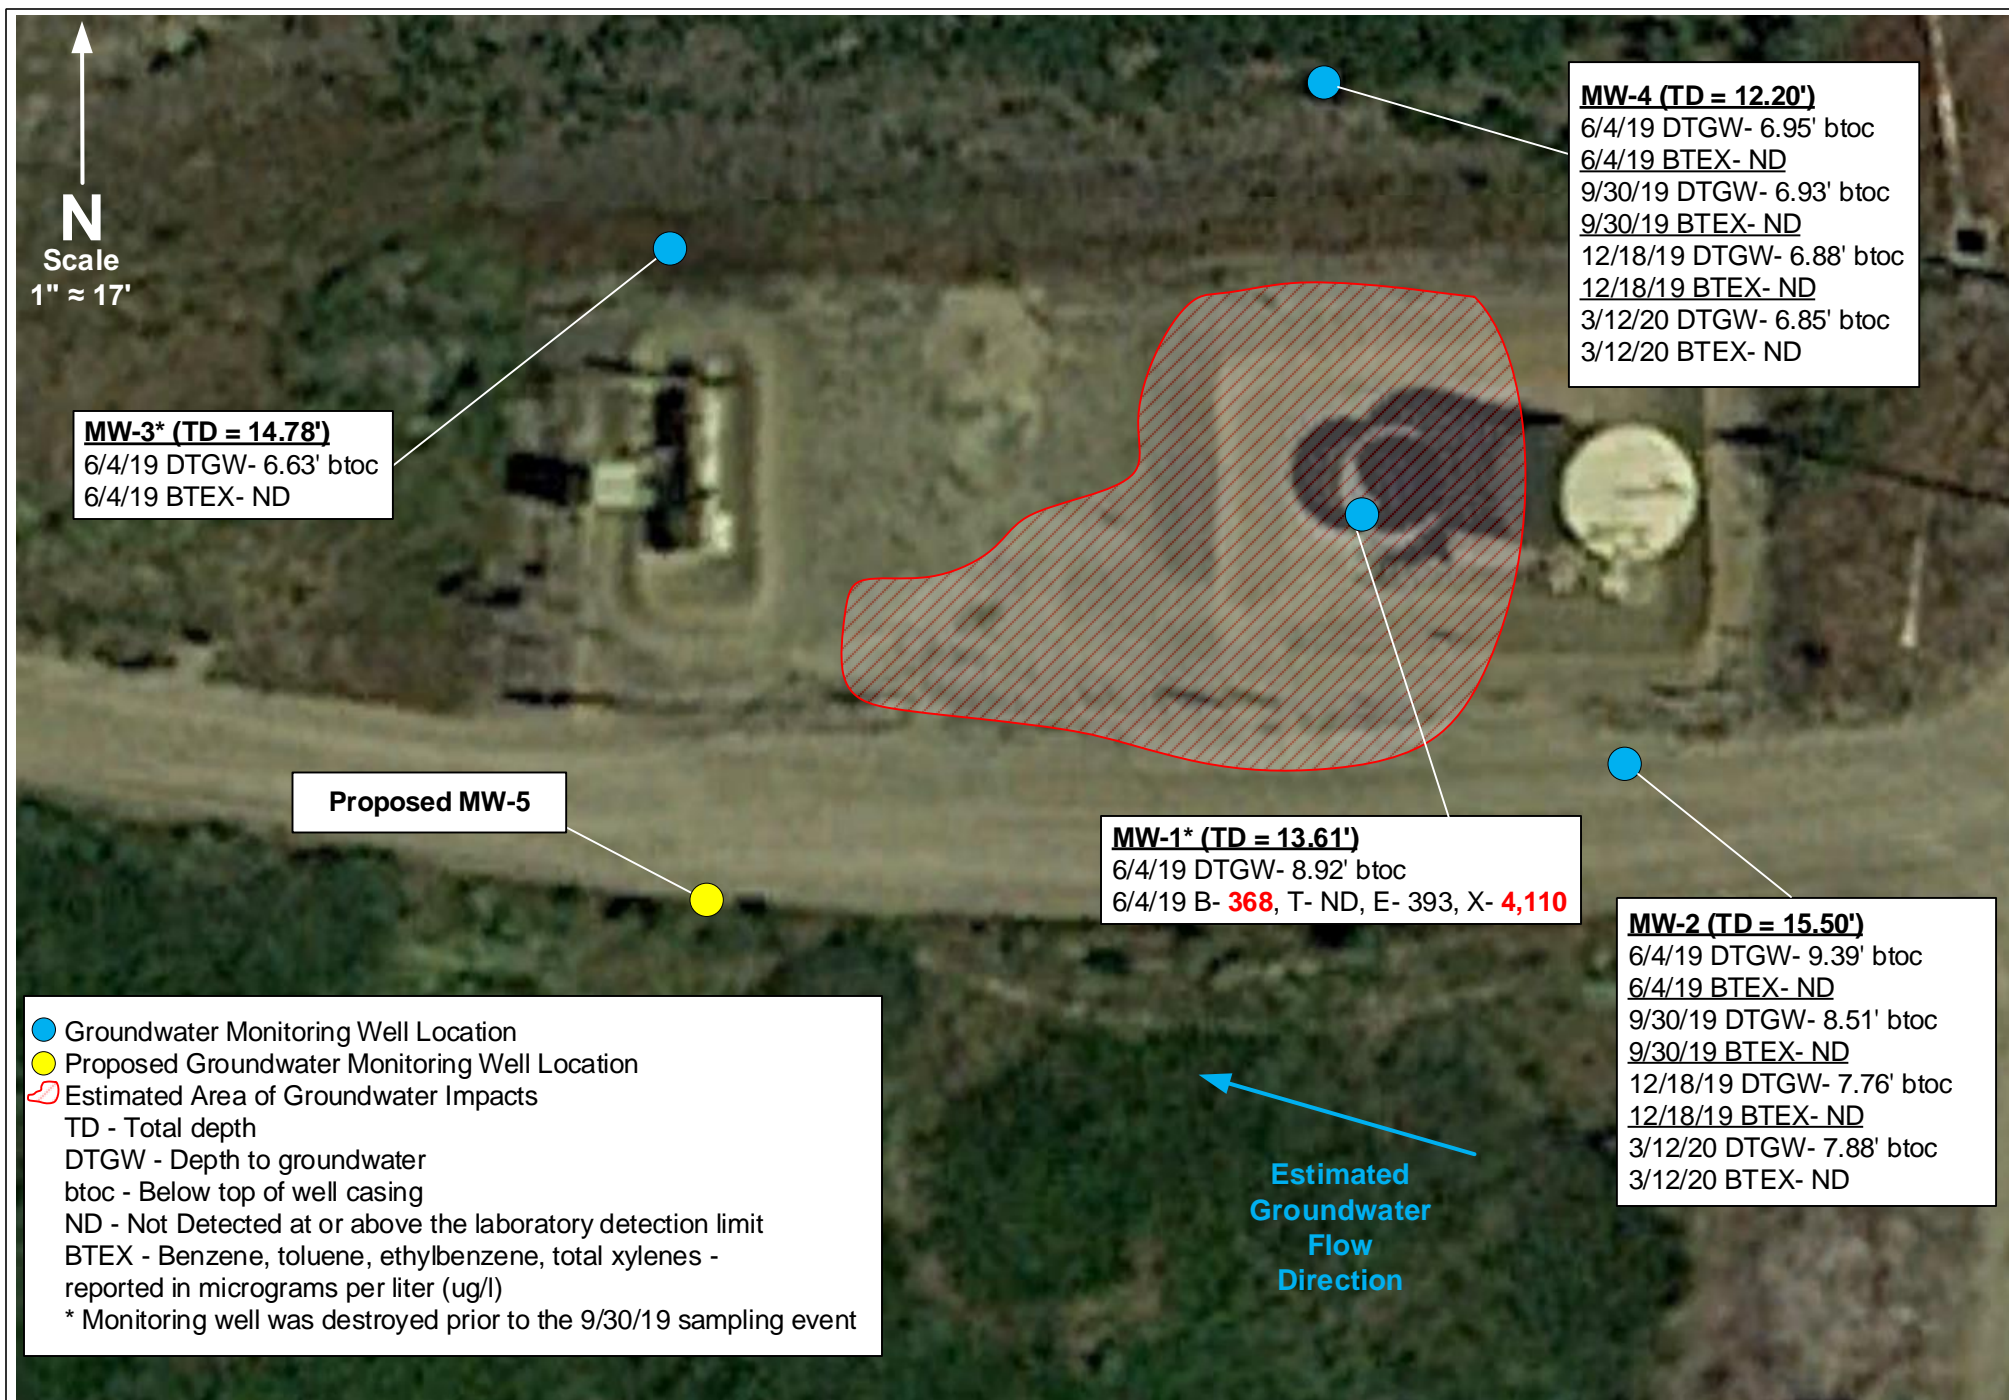 N
Scale
1" ≈ 17'
MW-4 (TD = 12.20')
6/4/19 DTGW- 6.95' btoc
6/4/19 BTEX- ND
9/30/19 DTGW- 6.93' btoc
9/30/19 BTEX- ND
12/18/19 DTGW- 6.88' btoc
12/18/19 BTEX- ND
3/12/20 DTGW- 6.85' btoc
3/12/20 BTEX- ND
MW-3* (TD = 14.78')
6/4/19 DTGW- 6.63' btoc
6/4/19 BTEX- ND
Proposed MW-5
MW-1* (TD = 13.61')
6/4/19 DTGW- 8.92' btoc
6/4/19 B- 368, T- ND, E- 393, X- 4,110
MW-2 (TD = 15.50')
6/4/19 DTGW- 9.39' btoc
6/4/19 BTEX- ND
9/30/19 DTGW- 8.51' btoc
9/30/19 BTEX- ND
12/18/19 DTGW- 7.76' btoc
12/18/19 BTEX- ND
3/12/20 DTGW- 7.88' btoc
3/12/20 BTEX- ND
Groundwater Monitoring Well Location
Proposed Groundwater Monitoring Well Location
Estimated Area of Groundwater Impacts
TD - Total depth
DTGW - Depth to groundwater
btoc - Below top of well casing
ND - Not Detected at or above the laboratory detection limit
BTEX - Benzene, toluene, ethylbenzene, total xylenes -
reported in micrograms per liter (ug/l)
* Monitoring well was destroyed prior to the 9/30/19 sampling event
Estimated
Groundwater
Flow
Direction